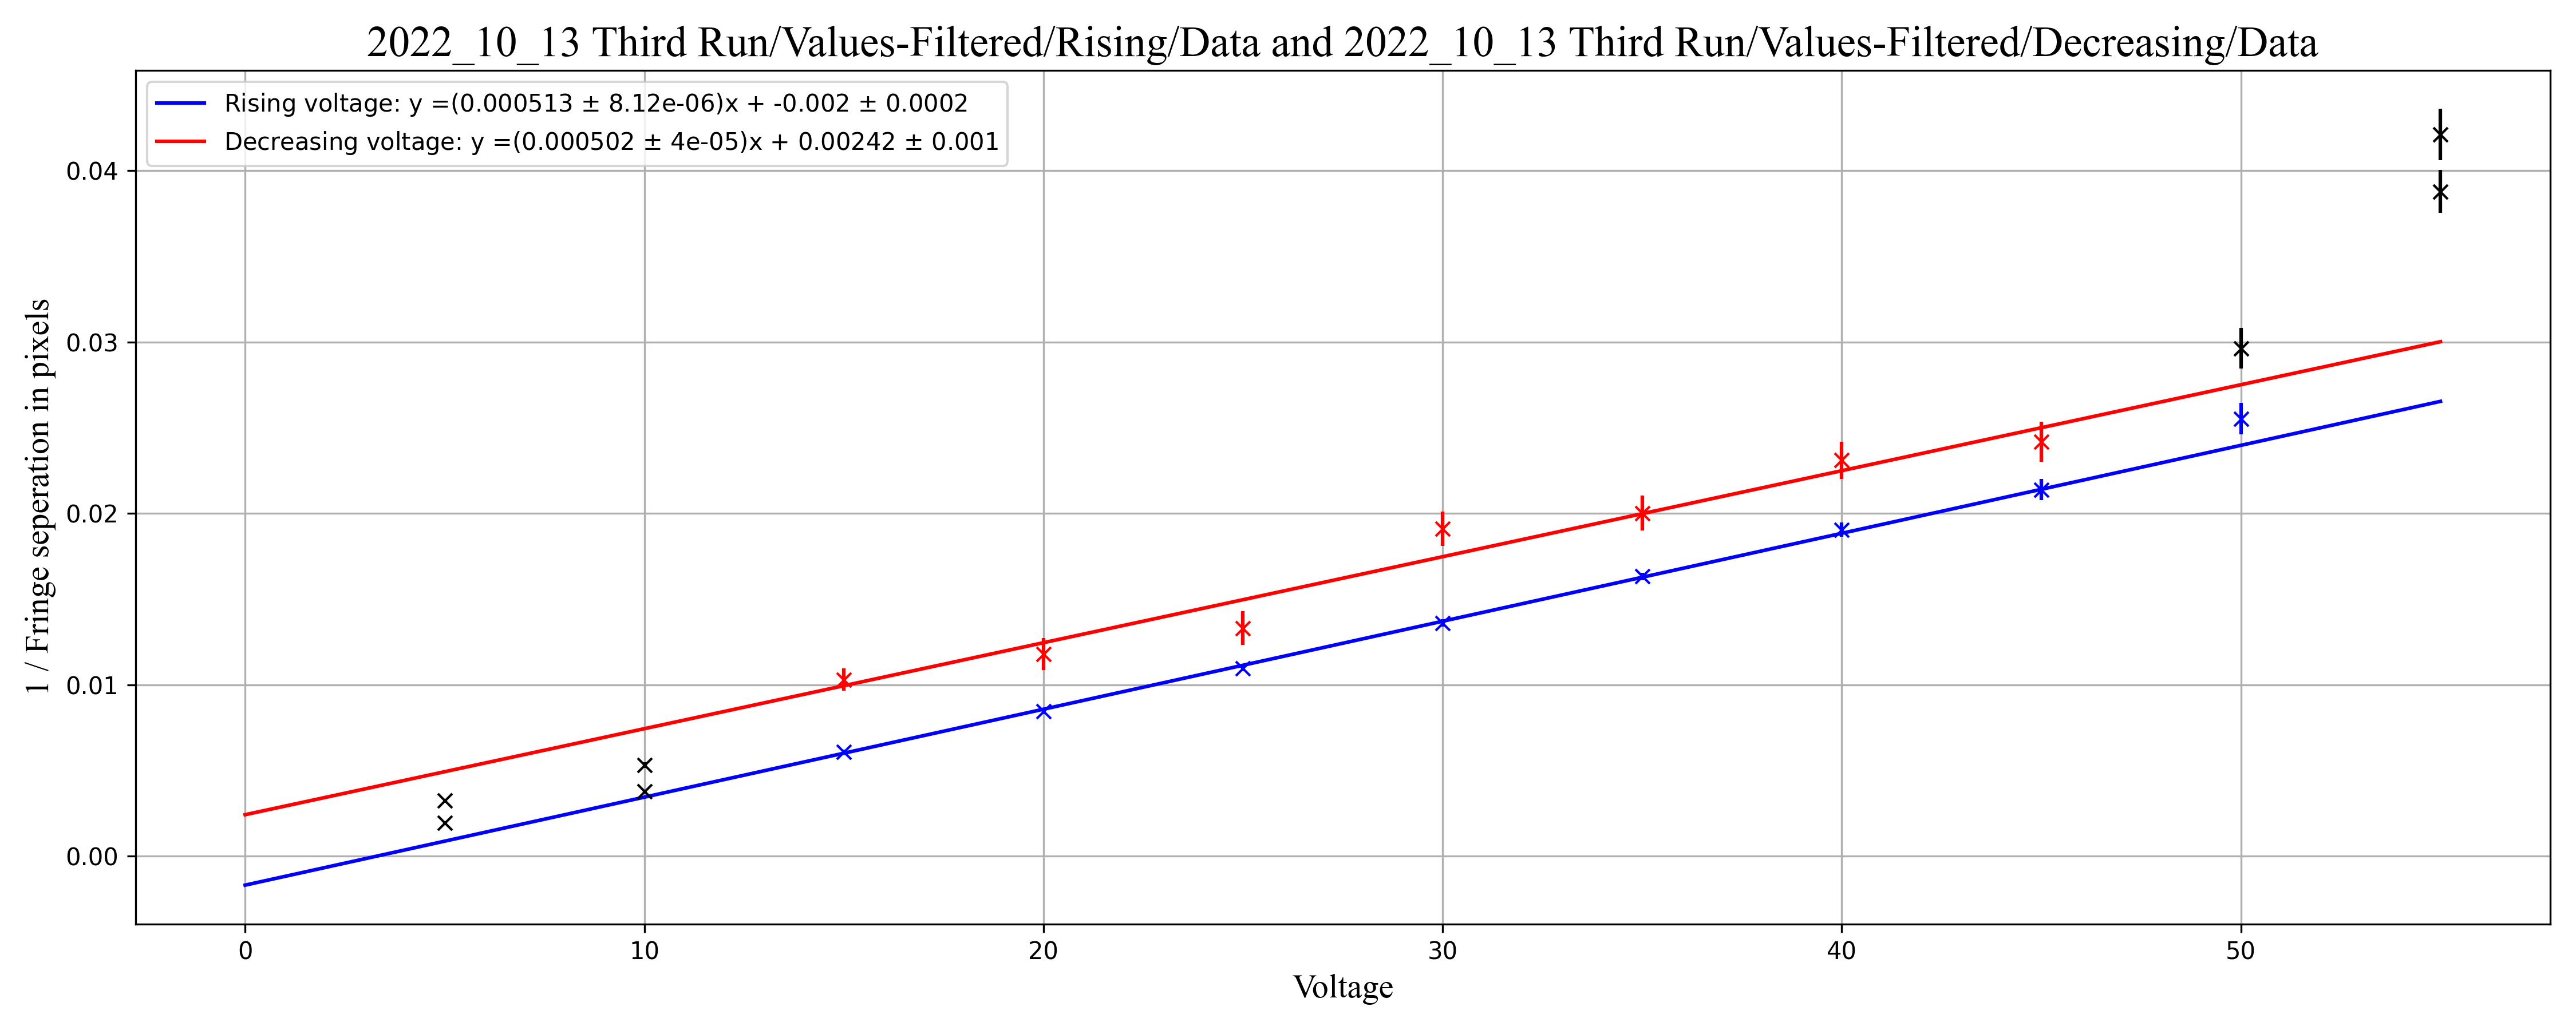 2022_10_13 Third Run/Values-Filtered/Rising/Data and 2022_10_13 Third Run/Values-Filtered/Decreasing/Data
Rising voltage: y =(0.000513 ± 8.12e-06)x + -0.002 ± 0.0002
Decreasing voltage: y =(0.000502 ± 4e-05)x + 0.00242 ± 0.001
1 / Fringe seperation in pixels
0.04
0.03
0.02
0.01
0.00
0 10 20 30 40 50
Voltage